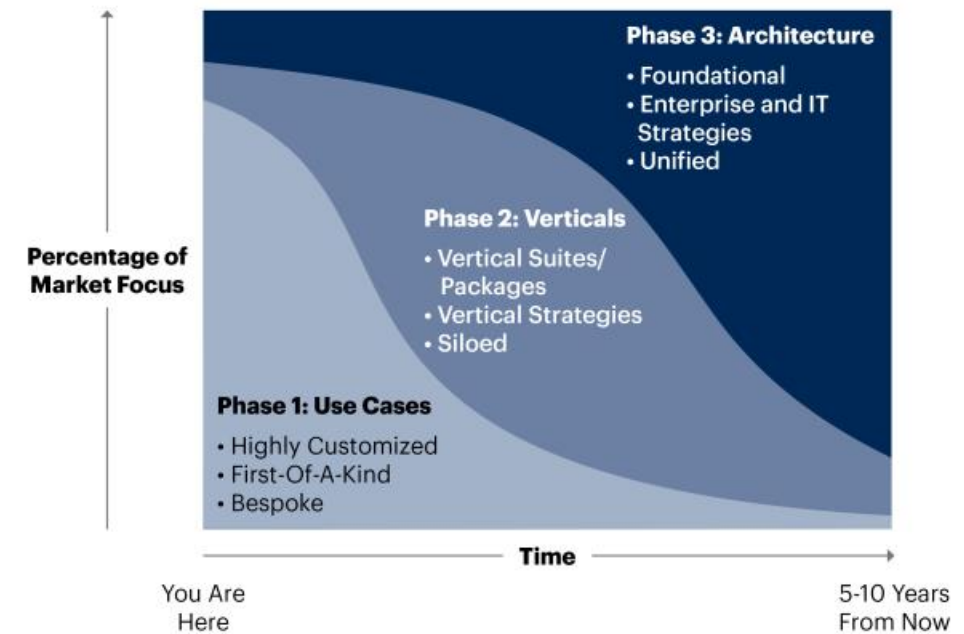 Phase 3: Architecture
• Foundational
• Enterprise and IT
Strategies
• Unified
Phase 2: Verticals
• Vertical Suites/
Packages
• Vertical Strategies
• Siloed
Percentage of
Market Focus
Phase 1: Use Cases
• Highly Customized
• First-Of-A-Kind
• Bespoke
Time
You Are
Here
5-10 Years
From Now